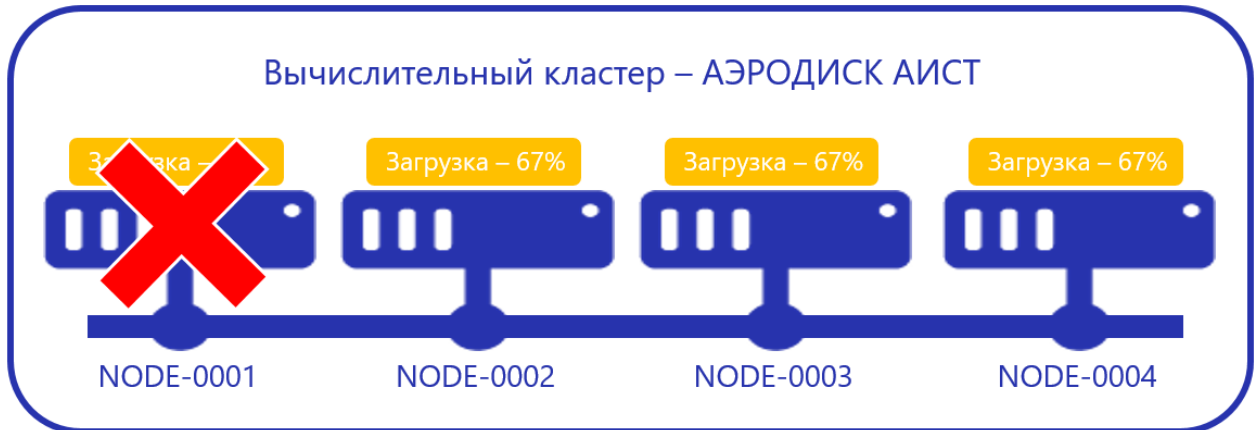 Вычислительный кластер – АЭРОДИСК АИСТ
Загрузка – 67%
Загрузка – 67%
Загрузка – 67%
NODE-0001
NODE-0002
NODE-0003
NODE-0004